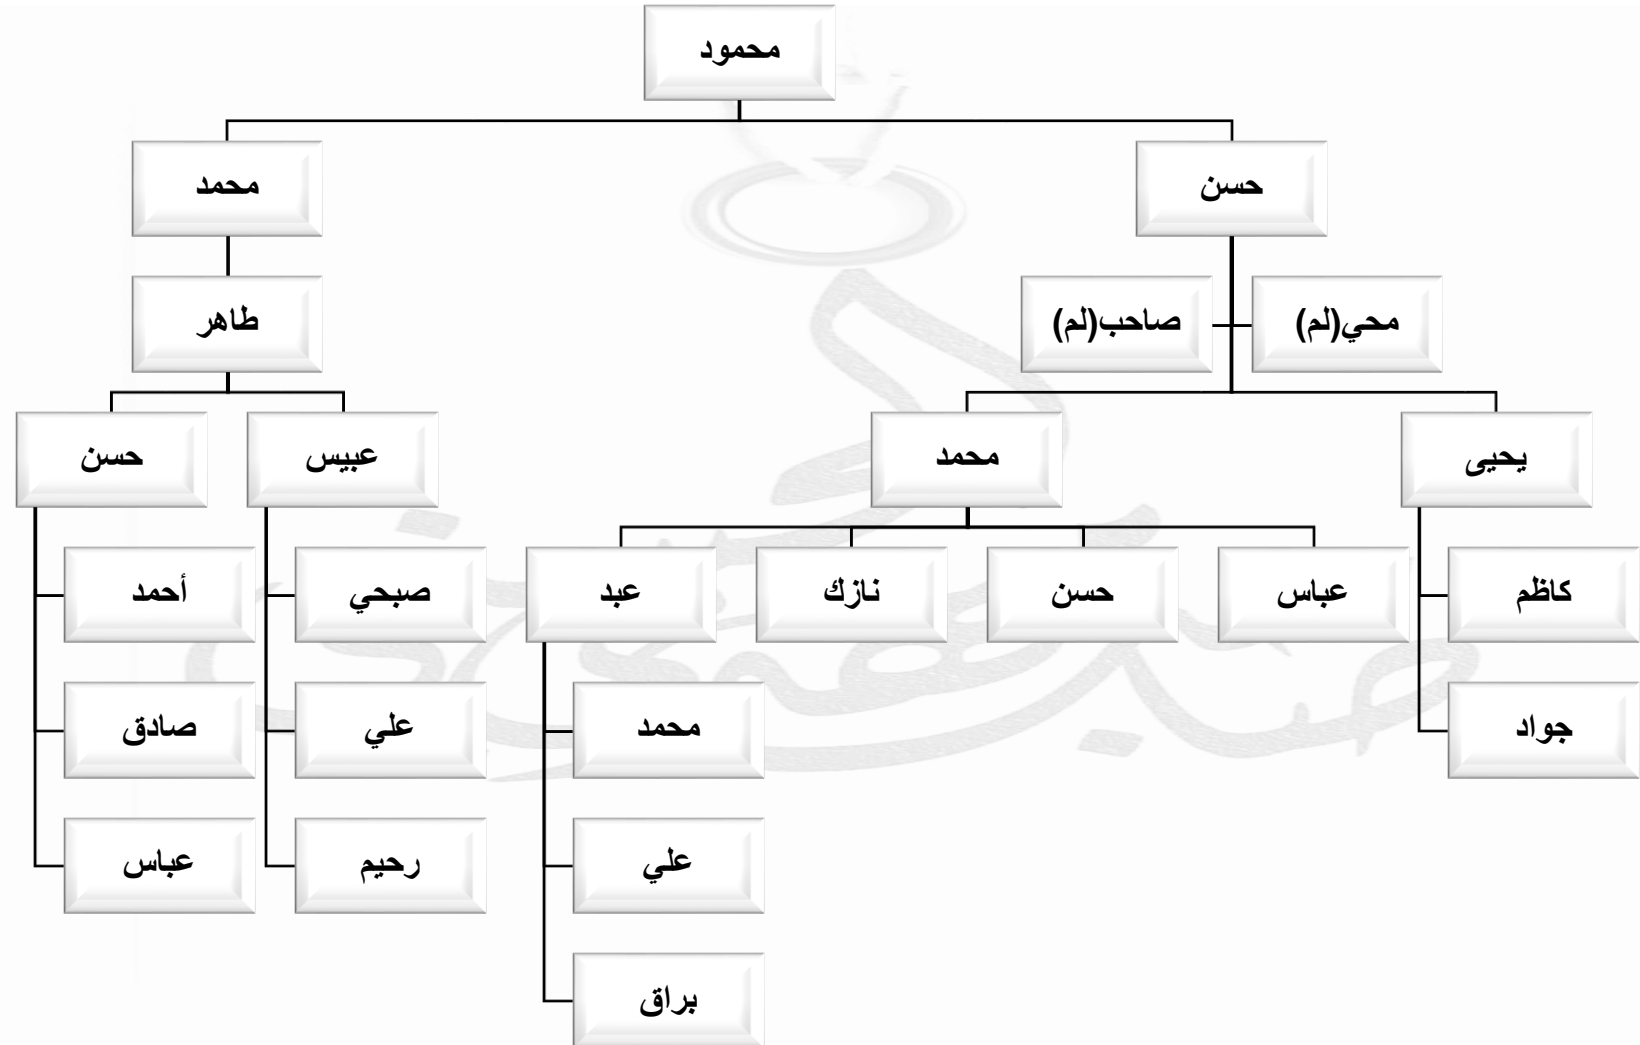 محمود
حسن
محمد
محي(لم)
صاحب(لم)
طاهر
يحيى
محمد
عبيس
حسن
كاظم
عباس
حسن
نازك
عبد
صبحي
أحمد
جواد
محمد
علي
صادق
علي
رحيم
عباس
براق